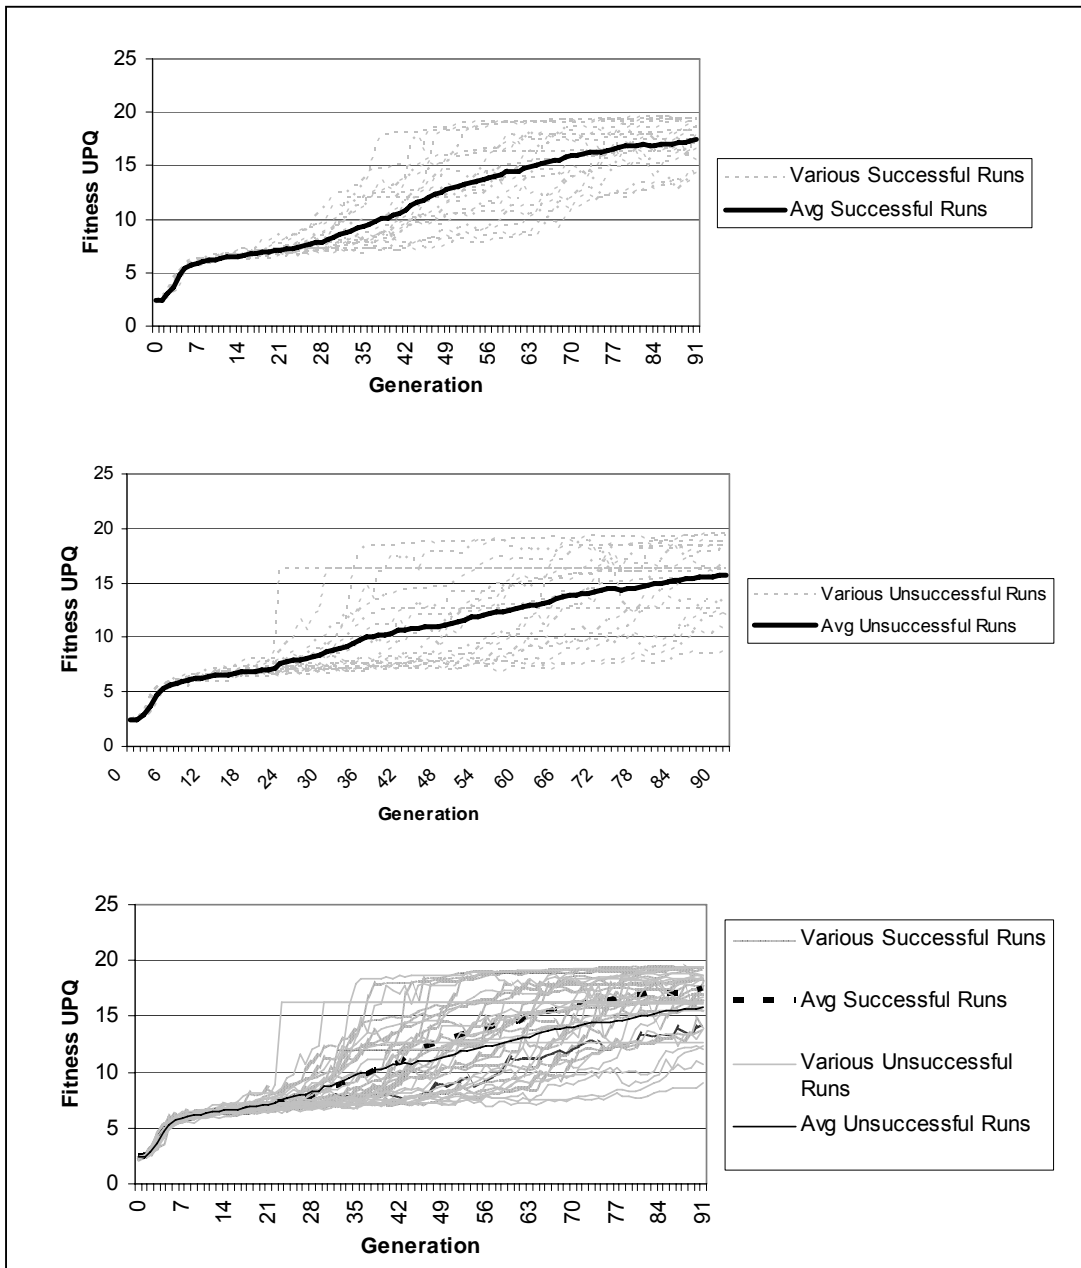 25
20
15
10
5
0
Fitness UPQ
0 7 14 21 28 35 42 49 56 63 70 77 84 91
Generation
Various Successful Runs
Avg Successful Runs
25
20
15
10
5
0
Fitness UPQ
0 6 12 18 24 30 36 42 48 54 60 66 72 78 84 90
Generation
Various Unsuccessful Runs
Avg Unsuccessful Runs
25
20
15
10
5
0
Fitness UPQ
0 7 14 21 28 35 42 49 56 63 70 77 84 91
Generation
Various Successful Runs
Avg Successful Runs
Various Unsuccessful
Runs
Avg Unsuccessful Runs